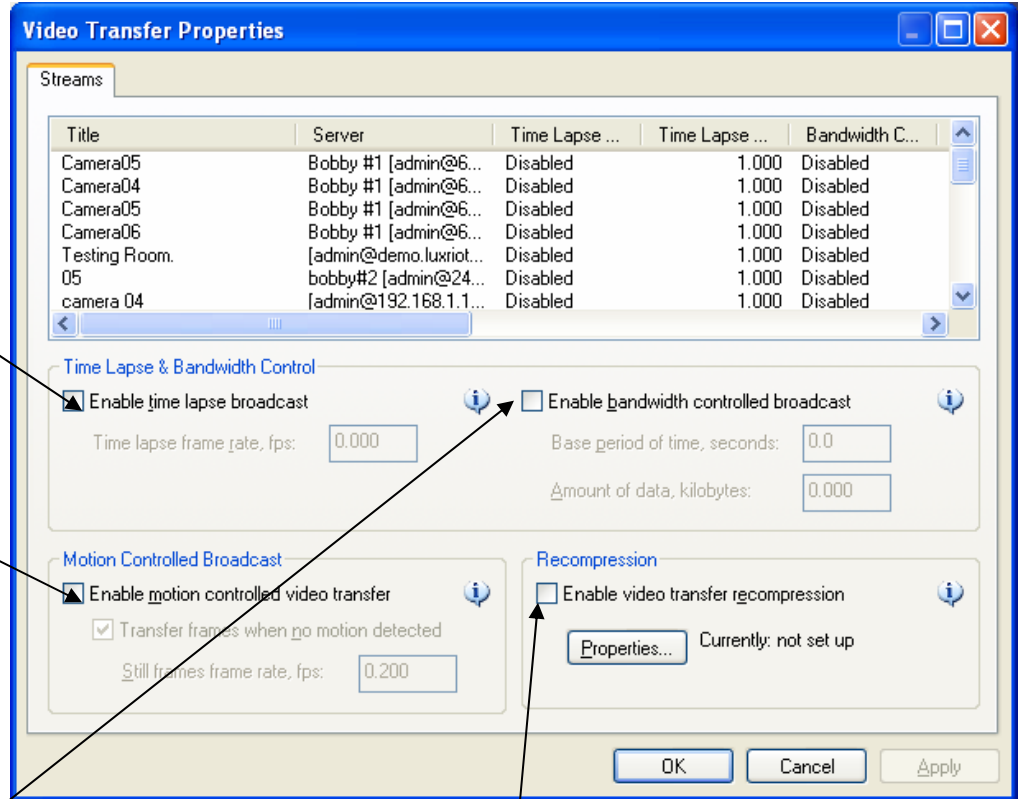 Video Transfer Properties
Streams
Title Server Time Lapse ... Time Lapse ... Bandwidth C...
Camera05 Bobby #1 [admin@6... Disabled 1.000 Disabled
Camera04 Bobby #1 [admin@6... Disabled 1.000 Disabled
Camera05 Bobby #1 [admin@6... Disabled 1.000 Disabled
Camera06 Bobby #1 [admin@6... Disabled 1.000 Disabled
Testing Room. [admin@demo.luxriot... Disabled 1.000 Disabled
05 bobby#2 [admin@24... Disabled 1.000 Disabled
camera 04 [admin@192.168.1.1... Disabled 1.000 Disabled
Time Lapse & Bandwidth Control
Enable time lapse broadcast
Enable bandwidth controlled broadcast
Time lapse frame rate, fps: 0.000
Base period of time, seconds: 0.0
Amount of data, kilobytes: 0.000
Motion Controlled Broadcast
Enable motion controlled video transfer
Transfer frames when no motion detected
Still frames frame rate, fps: 0.200
Recompression
Enable video transfer recompression
Properties... Currently: not set up
OK Cancel Apply